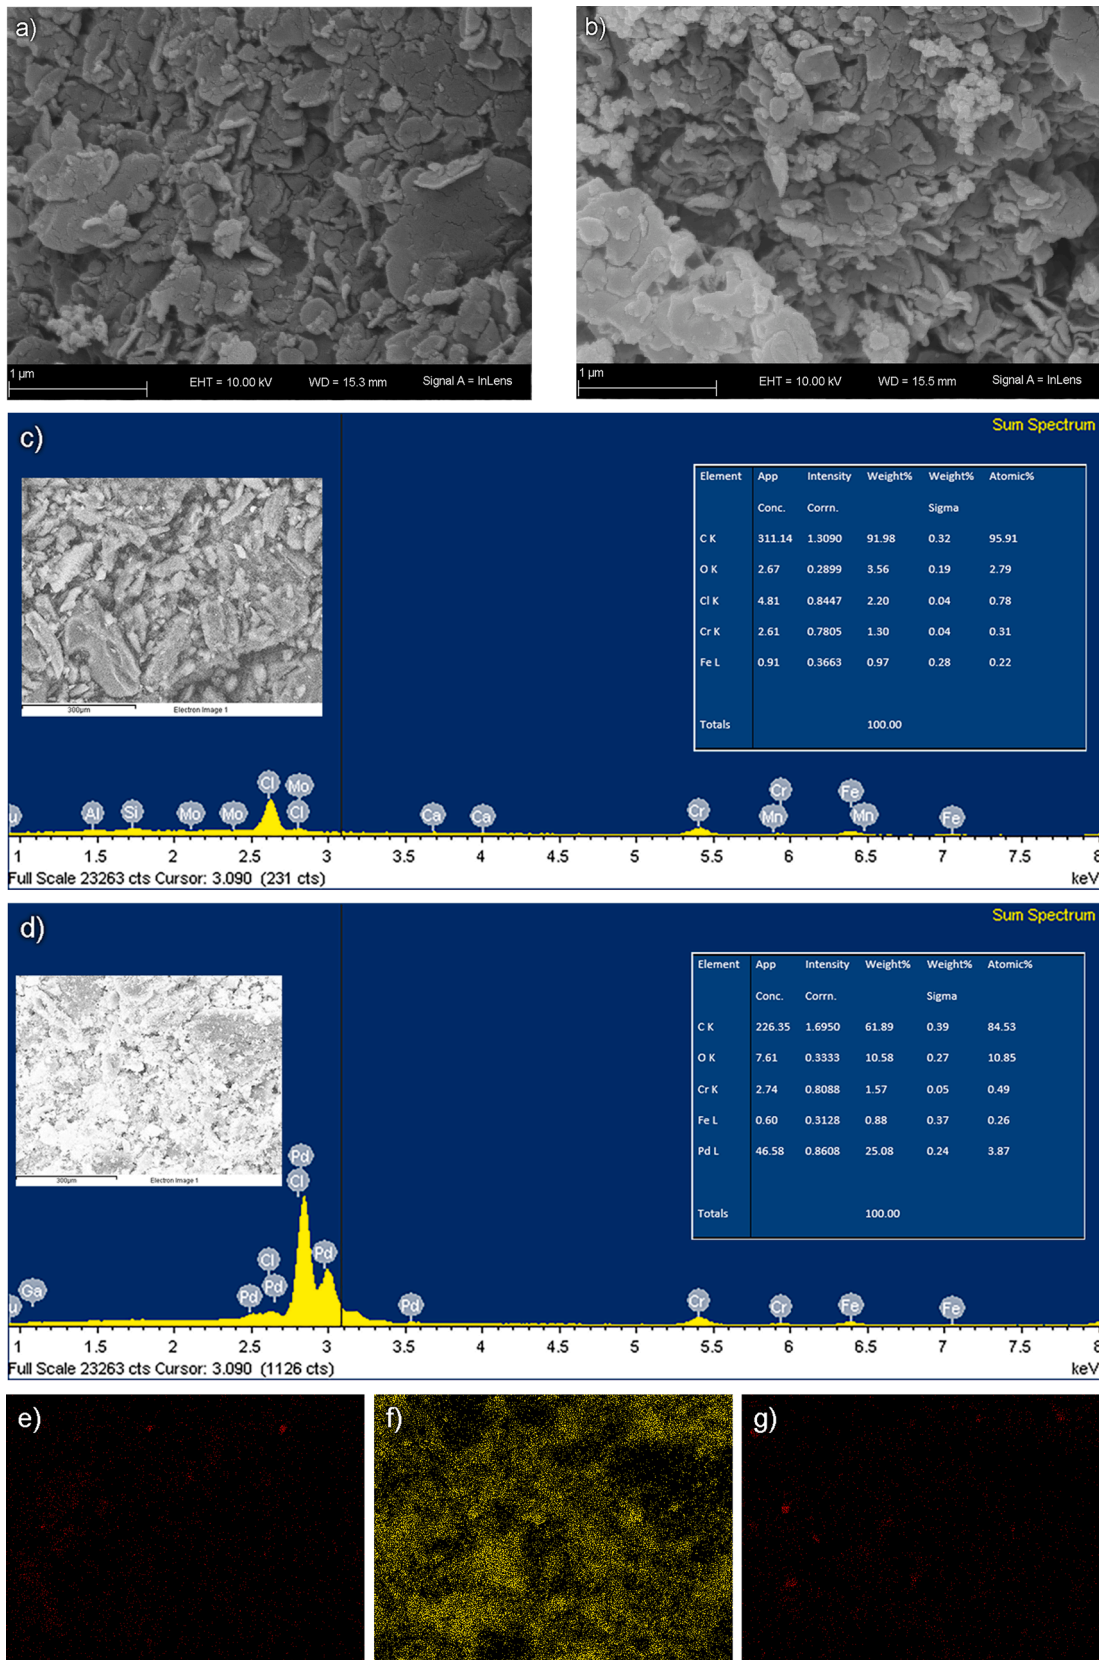 a)
1 µm
EHT = 10.00 kV WD = 15.3 mm Signal A = InLens
b)
1 µm
EHT = 10.00 kV WD = 15.5 mm Signal A = InLens
c)
Sum Spectrum
300µm Electron Image 1
Element App Intensity Weight% Weight% Atomic%
Conc. Corrn. Sigma
C K 311.14 1.3090 91.98 0.32 95.91
O K 2.67 0.2899 3.56 0.19 2.79
Cl K 4.81 0.8447 2.20 0.04 0.78
Cr K 2.61 0.7805 1.30 0.04 0.31
Fe L 0.91 0.3663 0.97 0.28 0.22
Totals 100.00
Cl Mo Cr Fe
u Al Si Mo Mo Cl Ca Ca Cr Mn Mn Fe
1 1.5 2 2.5 3 3.5 4 4.5 5 5.5 6 6.5 7 7.5 8
Full Scale 23263 cts Cursor: 3.090 (231 cts) keV
d)
Sum Spectrum
300µm Electron Image 1
Element App Intensity Weight% Weight% Atomic%
Conc. Corrn. Sigma
C K 226.35 1.6950 61.89 0.39 84.53
O K 7.61 0.3333 10.58 0.27 10.85
Cr K 2.74 0.8088 1.57 0.05 0.49
Fe L 0.60 0.3128 0.88 0.37 0.26
Pd L 46.58 0.8608 25.08 0.24 3.87
Totals 100.00
Pd
Cl
Cl Pd
Ga Pd
u Pd Pd Cr Cr Fe Fe
1 1.5 2 2.5 3 3.5 4 4.5 5 5.5 6 6.5 7 7.5 8
Full Scale 23263 cts Cursor: 3.090 (1126 cts) keV
e)
f)
g)